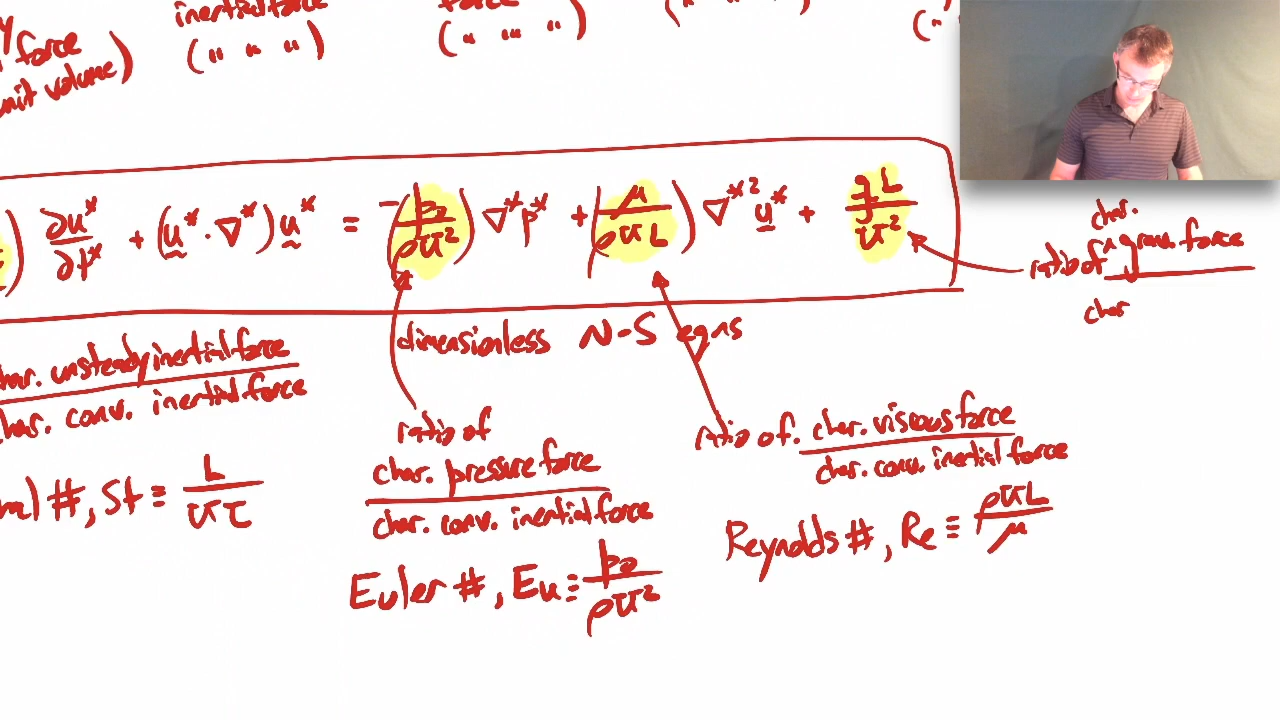 inertial force
force
y force
unit volume)
(" " ")
(" " ")
(" "
("
) ∂u*/∂t* + (u*·∇*)u* = -(p₀/ρU²)∇*p* + (μ/ρUL)∇*²u* + gL/U²
char.
ratio of grav. force
char
dimensionless N-S eqns
char. unsteady inertial force
char. conv. inertial force
#, St ≡ L/Uτ
ratio of
char. pressure force
char. conv. inertial force
Euler #, Eu ≡ p₀/ρU²
ratio of. char. viscous force
char. conv. inertial force
Reynolds #, Re ≡ ρUL/μ